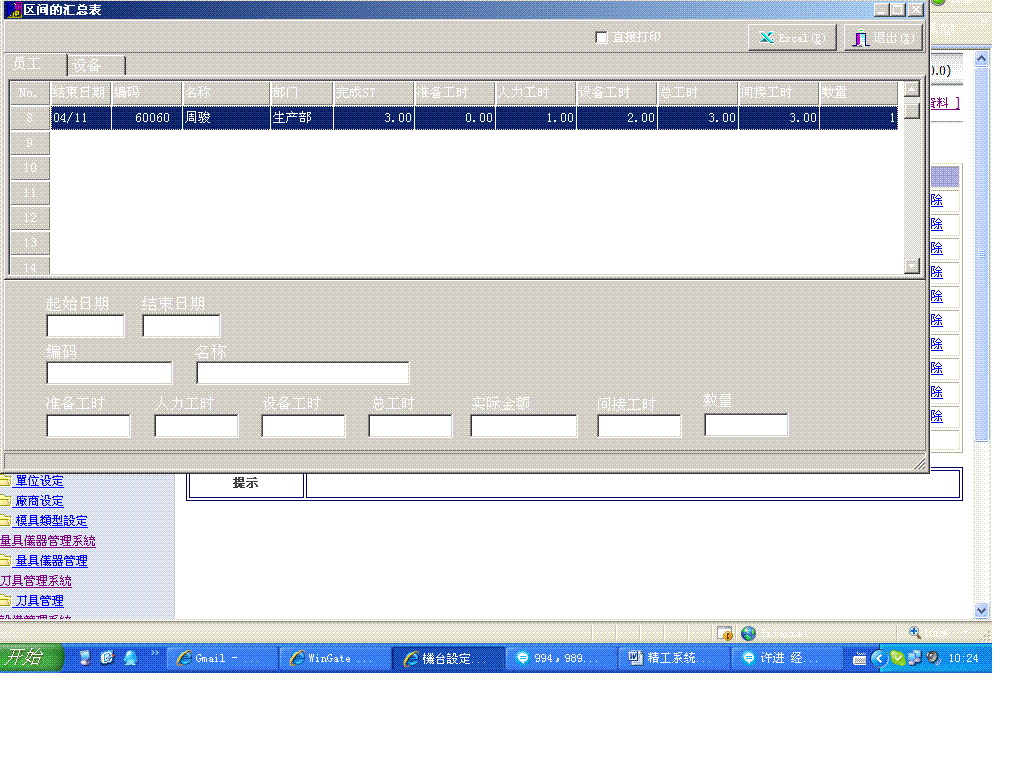 区间的汇总表
直接打印 Excel(E) 退出(X)
员工 设备
No. 结束日期 编码 名称 部门 完成ST 准备工时 人力工时 设备工时 总工时 间接工时 数量
8 04/11 60060 周骏 生产部 3.00 0.00 1.00 2.00 3.00 3.00 1
9
10
11
12
13
14
起始日期 结束日期
编码 名称
准备工时 人力工时 设备工时 总工时 实际金额 间接工时 数量
.0)
資料 ]
除
除
除
除
除
除
除
除
除
除
單位设定
廠商设定
模具類型設定
量具儀器管理系统
量具儀器管理
刀具管理系统
刀具管理
提示
Internet 100%
开始 Gmail - ... WinGate ... 機台設定... 994，989... 精工系统... 许进 经... 10:24